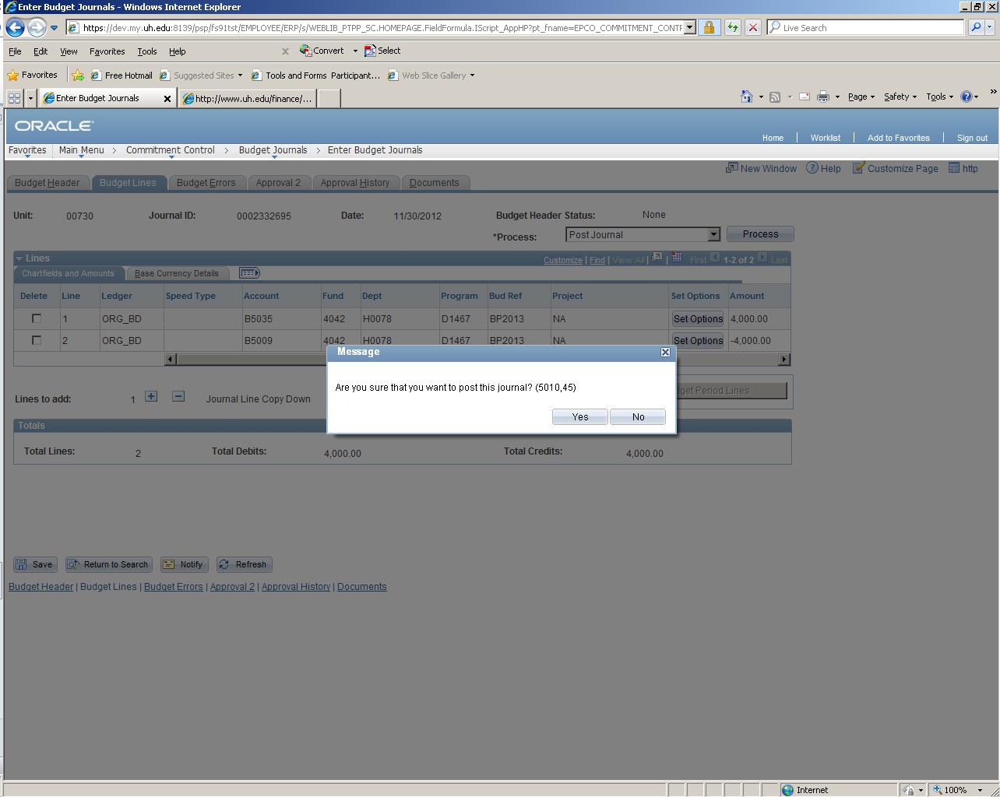 Enter Budget Journals - Windows Internet Explorer
https://dev.my.uh.edu:8139/psp/fs91tst/EMPLOYEE/ERP/s/WEBLIB_PTPP_SC.HOMEPAGE.FieldFormula.IScript_AppHP?pt_fname=EPCO_COMMITMENT_CONTF Live Search
File Edit View Favorites Tools Help x Convert Select
Favorites Free Hotmail Suggested Sites Tools and Forms Participant... Web Slice Gallery
Enter Budget Journals http://www.uh.edu/finance/... Page Safety Tools
ORACLE
Home Worklist Add to Favorites Sign out
Favorites Main Menu > Commitment Control > Budget Journals > Enter Budget Journals
New Window Help Customize Page http
Budget Header Budget Lines Budget Errors Approval 2 Approval History Documents
Unit: 00730 Journal ID: 0002332695 Date: 11/30/2012 Budget Header Status: None
*Process: Post Journal Process
Lines Customize | Find | View All | First 1-2 of 2 Last
Chartfields and Amounts Base Currency Details
Delete Line Ledger Speed Type Account Fund Dept Program Bud Ref Project Set Options Amount
1 ORG_BD B5035 4042 H0078 D1467 BP2013 NA Set Options 4,000.00
2 ORG_BD B5009 4042 H0078 D1467 BP2013 NA Set Options -4,000.00
Message
Are you sure that you want to post this journal? (5010,45)
Yes No
Lines to add: 1 Journal Line Copy Down get Period Lines
Totals
Total Lines: 2 Total Debits: 4,000.00 Total Credits: 4,000.00
Save Return to Search Notify Refresh
Budget Header | Budget Lines | Budget Errors | Approval 2 | Approval History | Documents
Internet 100%